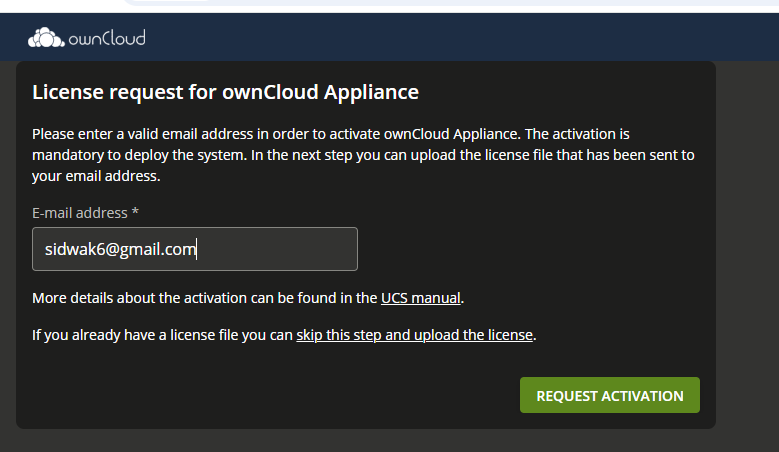 ownCloud
License request for ownCloud Appliance
Please enter a valid email address in order to activate ownCloud Appliance. The activation is
mandatory to deploy the system. In the next step you can upload the license file that has been sent to
your email address.
E-mail address *
sidwak6@gmail.com
More details about the activation can be found in the UCS manual.
If you already have a license file you can skip this step and upload the license.
REQUEST ACTIVATION